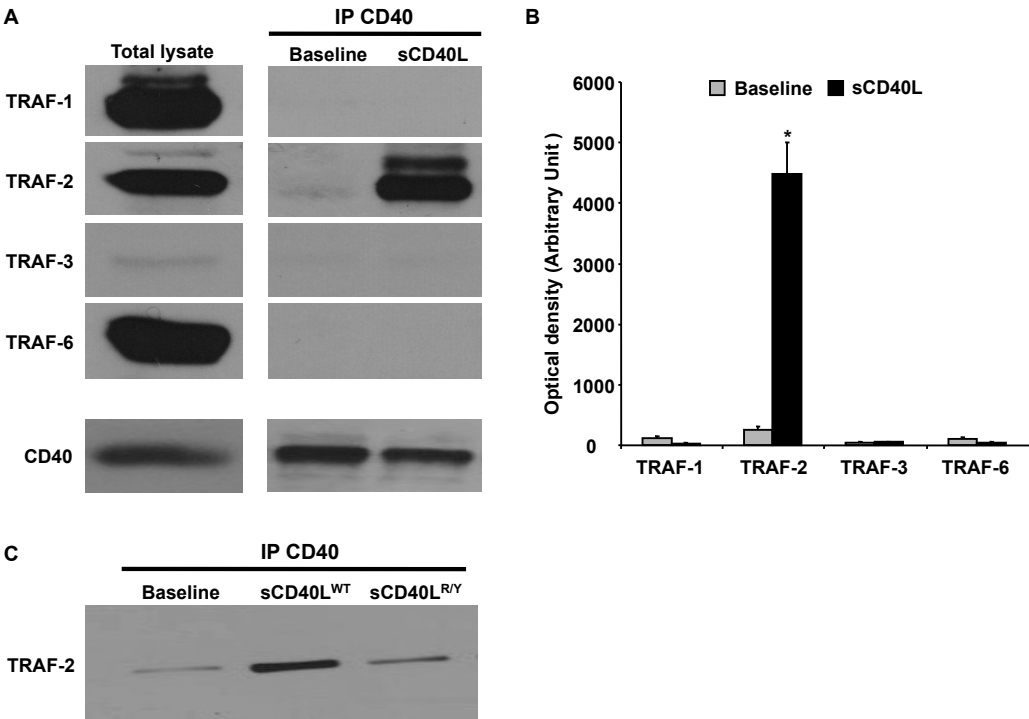 A
IP CD40
Total lysate
Baseline
sCD40L
TRAF-1
TRAF-2
TRAF-3
TRAF-6
CD40
B
Optical density (Arbitrary Unit )
6000
5000
4000
3000
2000
1000
0
Baseline
sCD40L
*
TRAF-1
TRAF-2
TRAF-3
TRAF-6
C
IP CD40
Baseline
sCD40LWT
sCD40LR/Y
TRAF-2